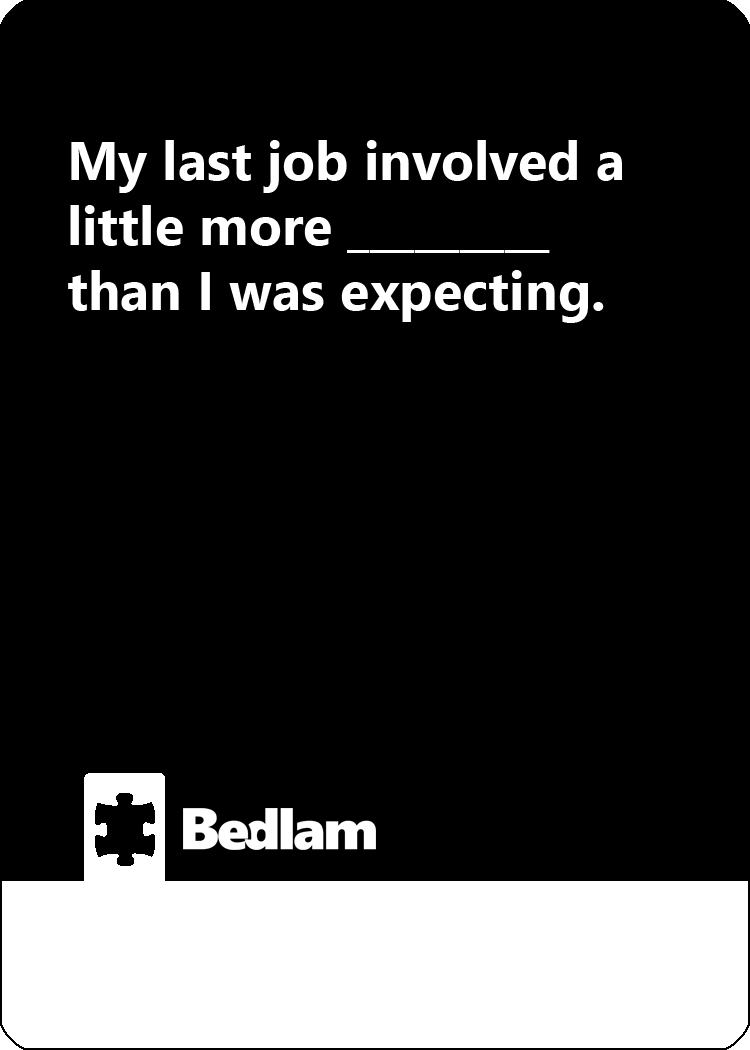 My last job involved a
little more _________
than I was expecting.
Bedlam